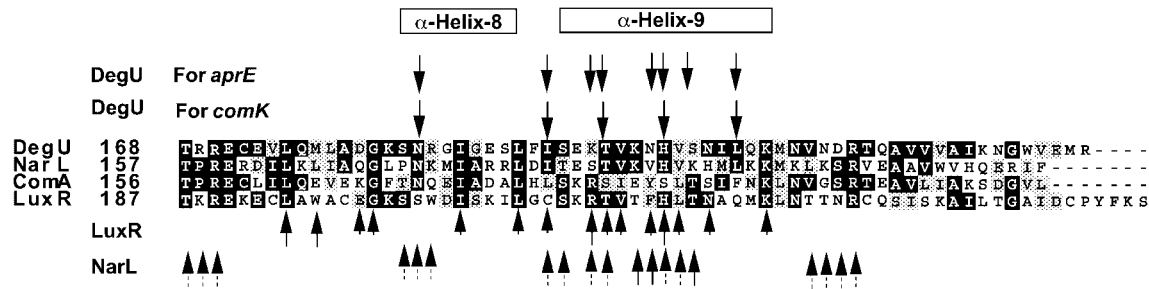 α-Helix-8 α-Helix-9
DegU For aprE
DegU For comK
DegU 168 TRRECEVLQMLADGKSNRGIGESLFISEKTVKNHVSNILQKMNVNDRTQAVVVAIKNGWVEMR----
NarL 157 TPRERDILKLIAQGLPNKMIARRLDITESTVKVHVKHMLKKMKLKSRVEAAVWVHQERIF-------
ComA 156 TPRECLILQEVEKGFTNQEIADALHLSKRSIEYSLTSIFNKLNVGSRTEAVLIAKSDGVL-------
LuxR 187 TKREKECLAWACEGKSSWDISKILGCSKRTVTFHLTNAQMKLNTTNRCQSISKAILTGAIDCPYFKS
LuxR
NarL